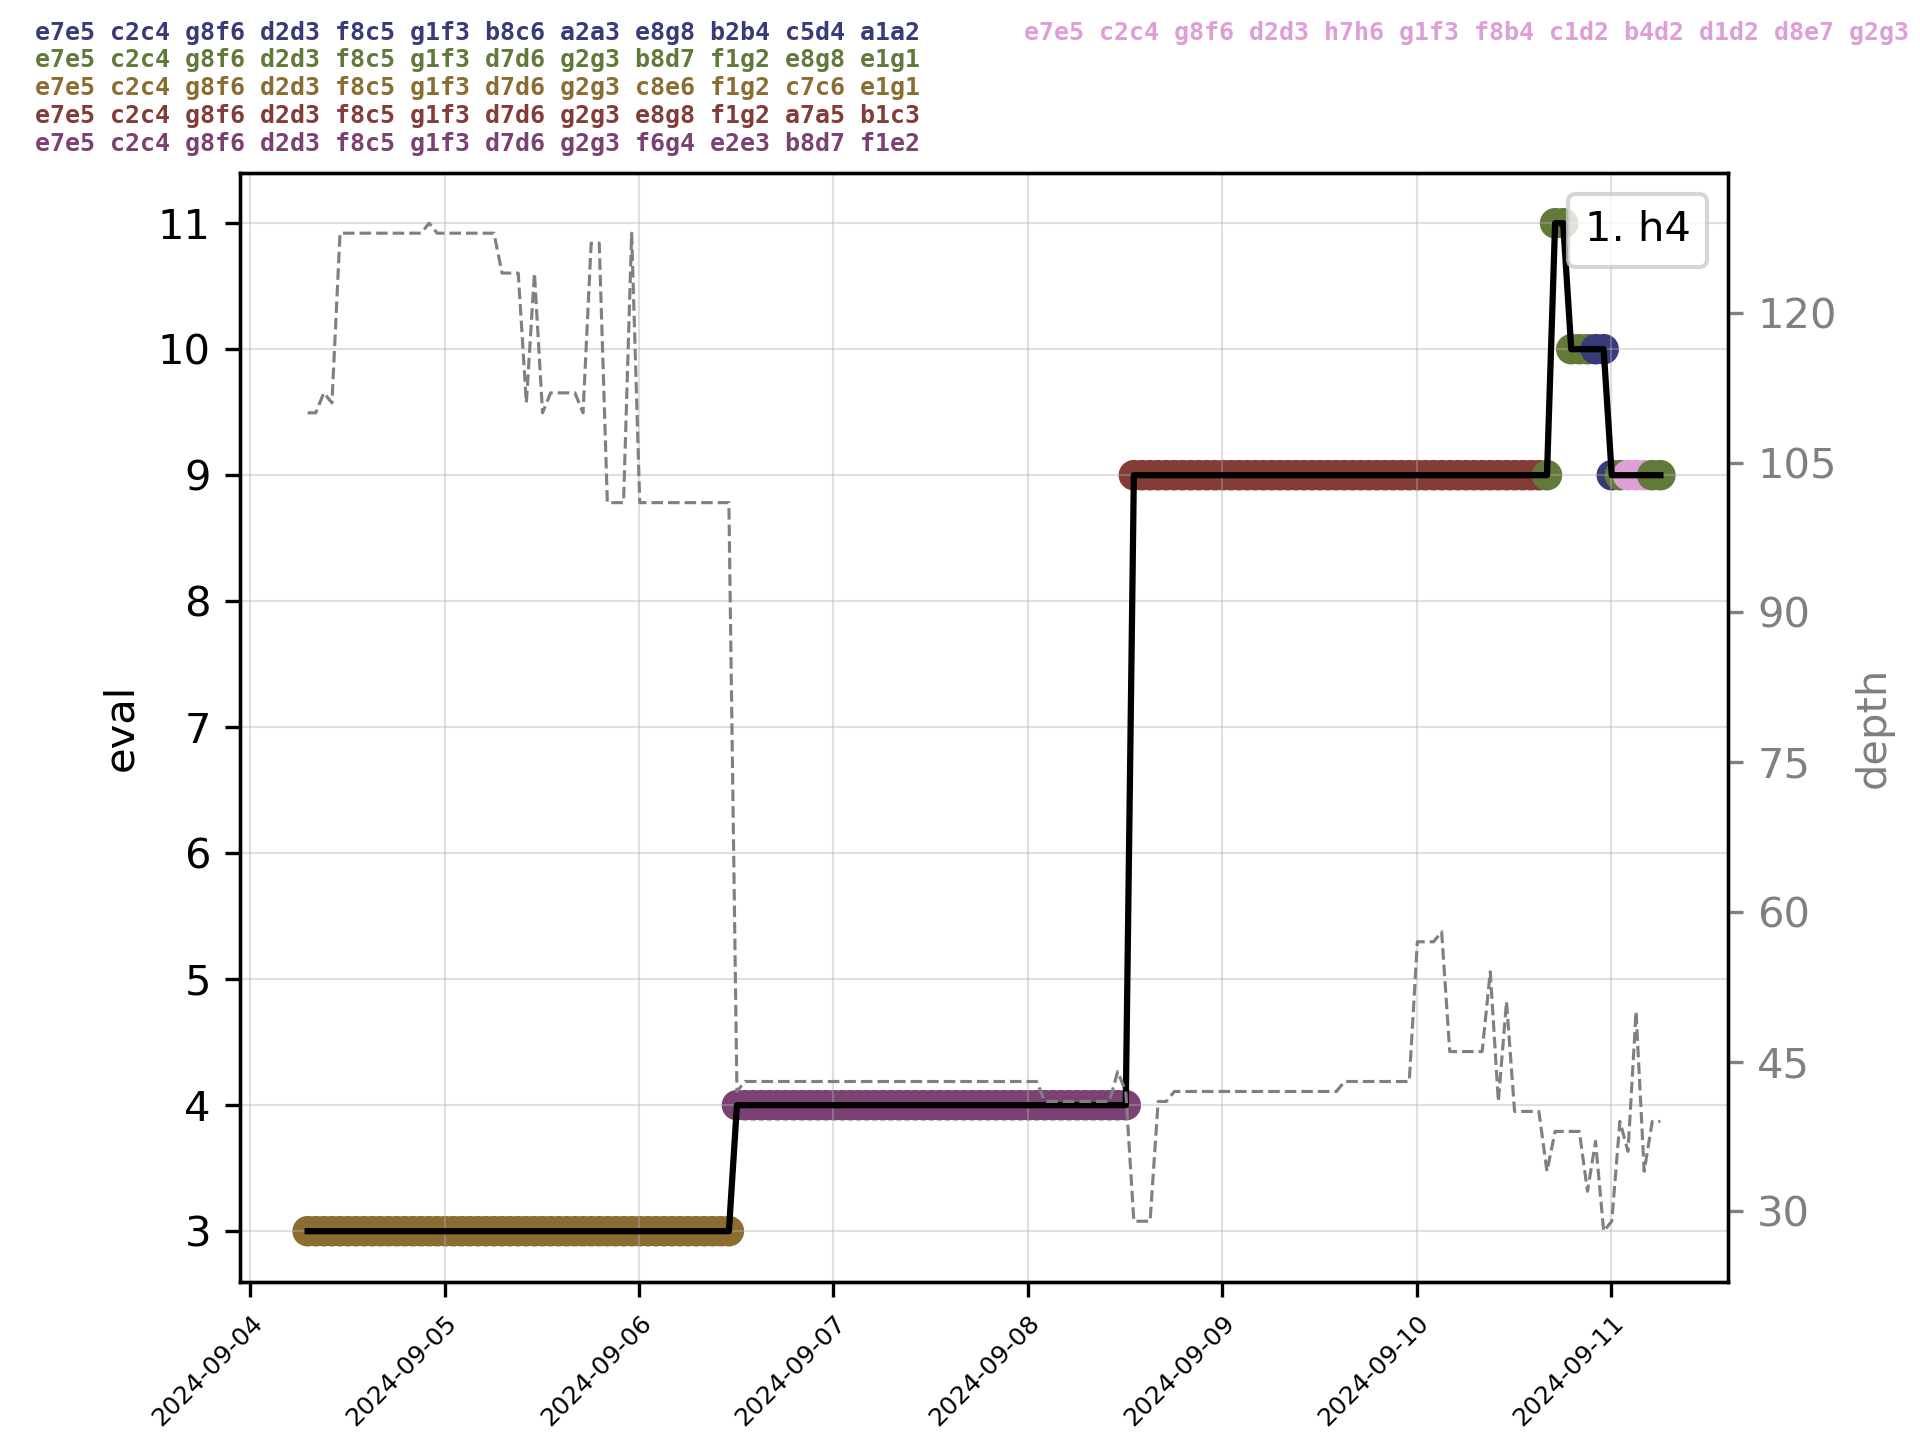 e7e5 c2c4 g8f6 d2d3 f8c5 g1f3 b8c6 a2a3 e8g8 b2b4 c5d4 a1a2
e7e5 c2c4 g8f6 d2d3 f8c5 g1f3 d7d6 g2g3 b8d7 f1g2 e8g8 e1g1
e7e5 c2c4 g8f6 d2d3 f8c5 g1f3 d7d6 g2g3 c8e6 f1g2 c7c6 e1g1
e7e5 c2c4 g8f6 d2d3 f8c5 g1f3 d7d6 g2g3 e8g8 f1g2 a7a5 b1c3
e7e5 c2c4 g8f6 d2d3 f8c5 g1f3 d7d6 g2g3 f6g4 e2e3 b8d7 f1e2
e7e5 c2c4 g8f6 d2d3 h7h6 g1f3 f8b4 c1d2 b4d2 d1d2 d8e7 g2g3
1. h4
eval
11
10
9
8
7
6
5
4
3
120
105
90
75
60
45
30
depth
2024-09-04
2024-09-05
2024-09-06
2024-09-07
2024-09-08
2024-09-09
2024-09-10
2024-09-11